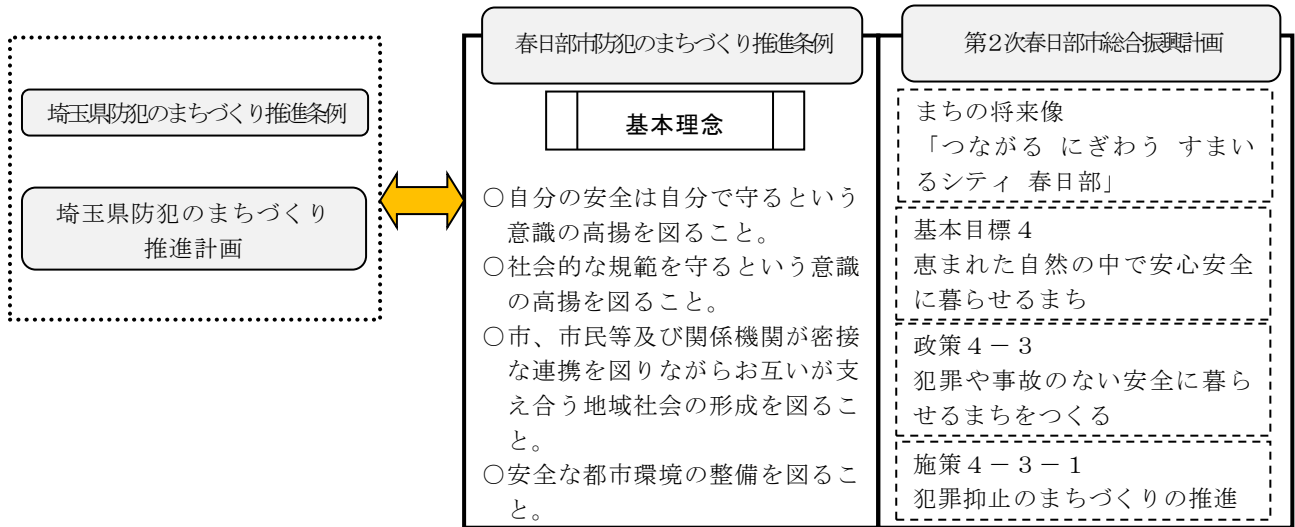 埼玉県防犯のまちづくり推進条例
埼玉県防犯のまちづくり
推進計画
春日部市防犯のまちづくり推進条例
基本理念
○自分の安全は自分で守るという
意識の高揚を図ること。
○社会的な規範を守るという意識
の高揚を図ること。
○市、市民等及び関係機関が密接
な連携を図りながらお互いが支
え合う地域社会の形成を図るこ
と。
○安全な都市環境の整備を図るこ
と。
第2次春日部市総合振興計画
まちの将来像
「つながる にぎわう すまい
るシティ 春日部」
基本目標4
恵まれた自然の中で安心安全
に暮らせるまち
政策4-3
犯罪や事故のない安全に暮ら
せるまちをつくる
施策4-3-1
犯罪抑止のまちづくりの推進